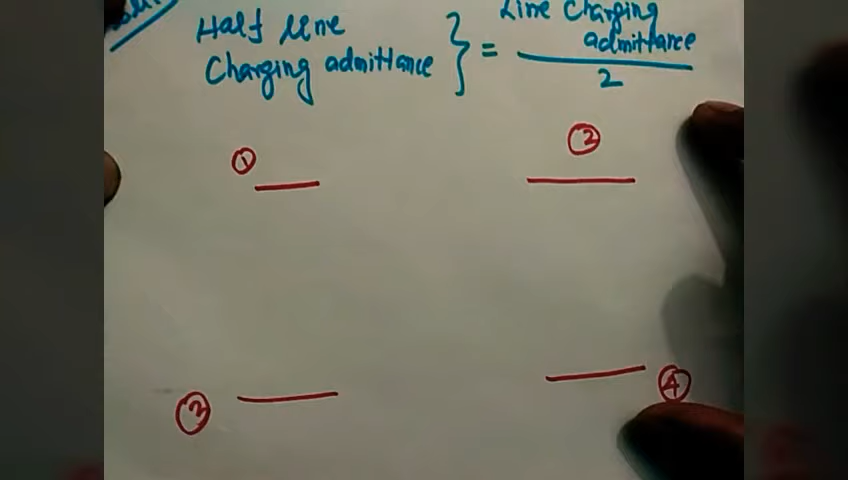 Line Charging
Half Line } = admittance
Charging admittance 2
① ②
③ ④